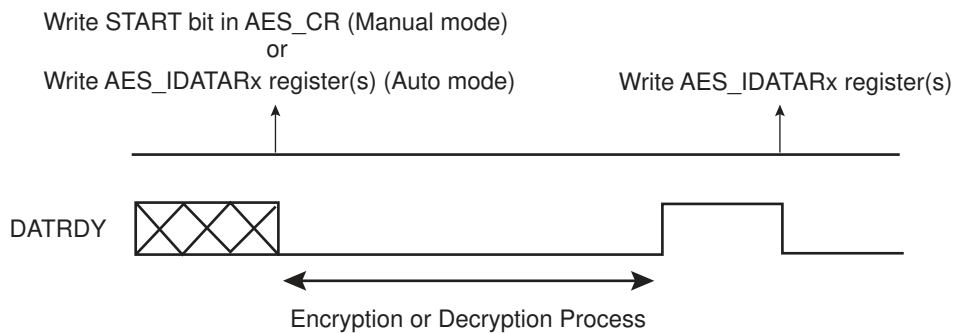 Write START bit in AES_CR (Manual mode)
or
Write AES_IDATARx register(s) (Auto mode)
Write AES_IDATARx register(s)
DATRDY
Encryption or Decryption Process